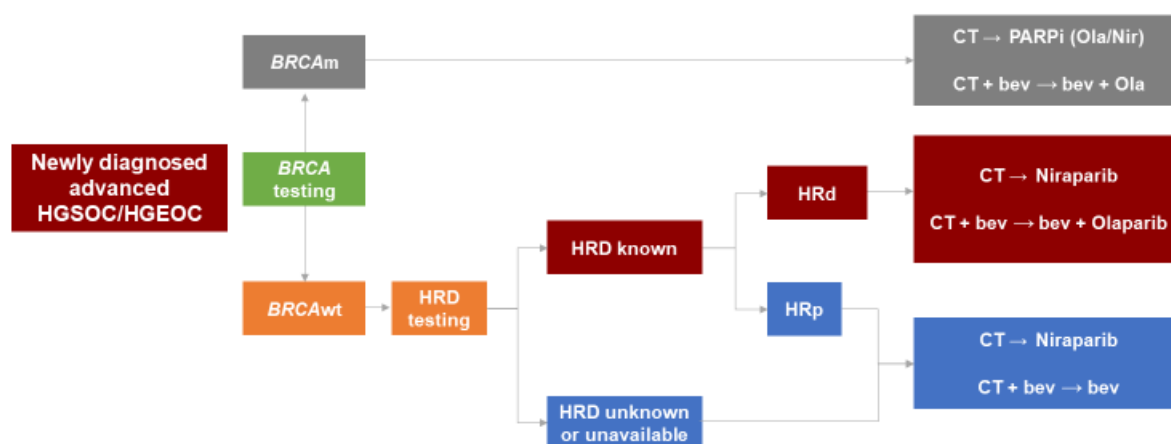 Newly diagnosed
advanced
HGSOC/HGEOC
BRCA
testing
BRCAm
CT → PARPi (Ola/Nir)
CT + bev → bev + Ola
BRCAwt
HRD
testing
HRD known
HRd
CT → Niraparib
CT + bev → bev + Olaparib
HRp
HRD unknown
or unavailable
CT → Niraparib
CT + bev → bev